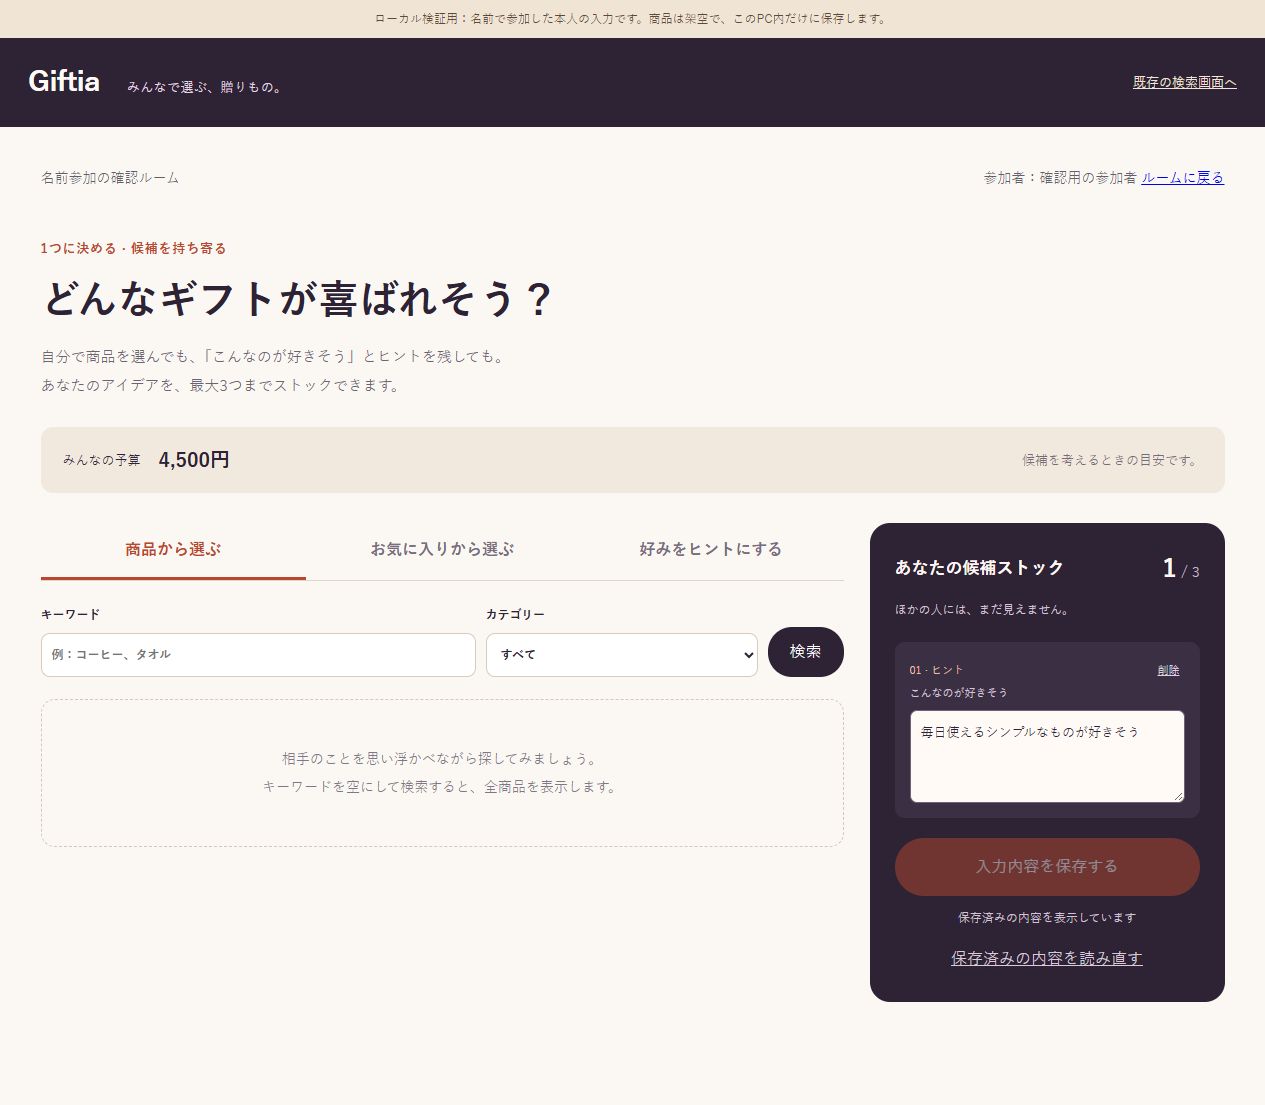 ローカル検証用：名前で参加した本人の入力です。商品は架空で、このPC内だけに保存します。
Giftia
みんなで選ぶ、贈りもの。
既存の検索画面へ
名前参加の確認ルーム
参加者：確認用の参加者 ルームに戻る
1つに決める · 候補を持ち寄る
どんなギフトが喜ばれそう？
自分で商品を選んでも、「こんなのが好きそう」とヒントを残しても。
あなたのアイデアを、最大3つまでストックできます。
みんなの予算 4,500円
候補を考えるときの目安です。
商品から選ぶ
お気に入りから選ぶ
好みをヒントにする
キーワード
カテゴリー
例：コーヒー、タオル
すべて
検索
相手のことを思い浮かべながら探してみましょう。
キーワードを空にして検索すると、全商品を表示します。
あなたの候補ストック
1 / 3
ほかの人には、まだ見えません。
01 · ヒント
削除
こんなのが好きそう
毎日使えるシンプルなものが好きそう
入力内容を保存する
保存済みの内容を表示しています
保存済みの内容を読み直す